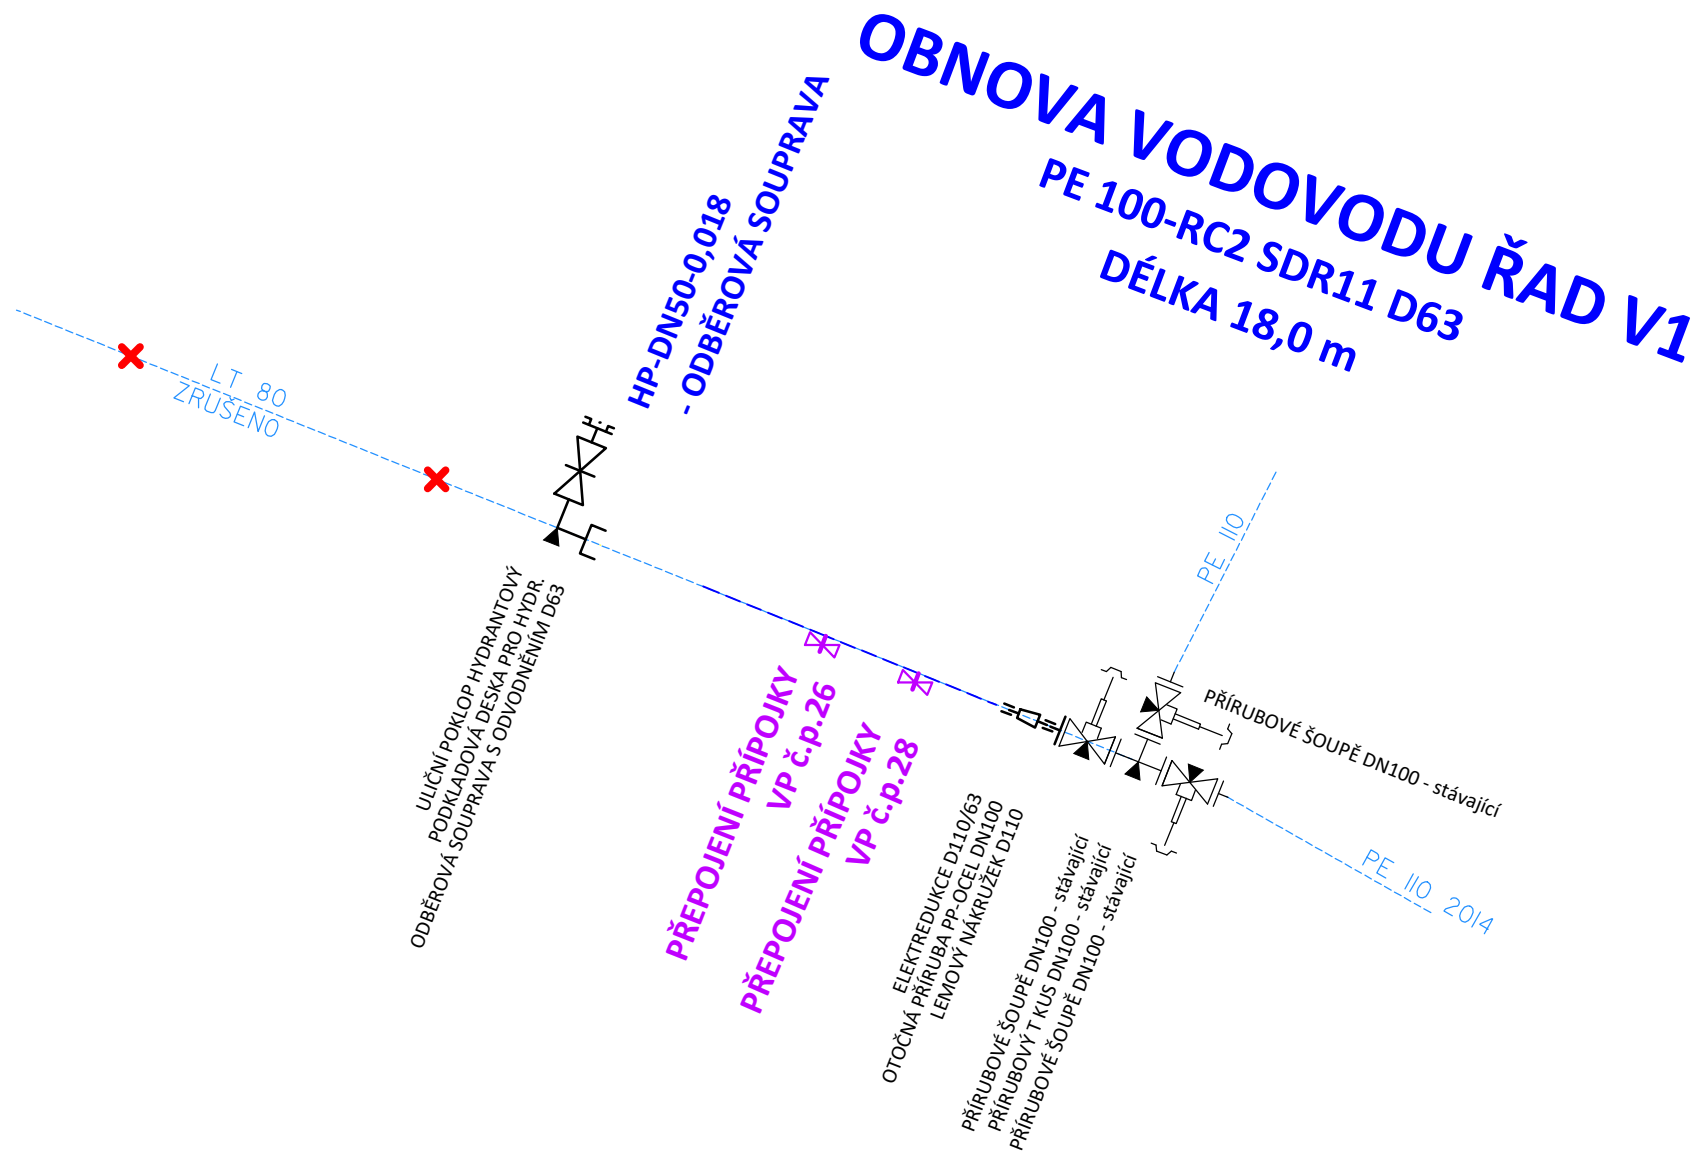 OBNOVA VODOVODU ŘAD V1
PE 100-RC2 SDR11 D63
DÉLKA 18,0 m
HP-DN50-0,018
- ODBĚROVÁ SOUPRAVA
LT 80
ZRUŠENO
ULIČNÍ POKLOP HYDRANTOVÝ
PODKLADOVÁ DESKA PRO HYDR.
ODBĚROVÁ SOUPRAVA S ODVODNĚNÍM D63
PŘEPOJENÍ PŘÍPOJKY
VP č.p.26
PŘEPOJENÍ PŘÍPOJKY
VP č.p.28
PE 110
PŘÍRUBOVÉ ŠOUPĚ DN100 - stávající
PE 110 2014
ELEKTREDUKCE D110/63
OTOČNÁ PŘÍRUBA PP-OCEL DN100
LEMOVÝ NÁKRUŽEK D110
PŘÍRUBOVÉ ŠOUPĚ DN100 - stávající
PŘÍRUBOVÝ T KUS DN100 - stávající
PŘÍRUBOVÉ ŠOUPĚ DN100 - stávající